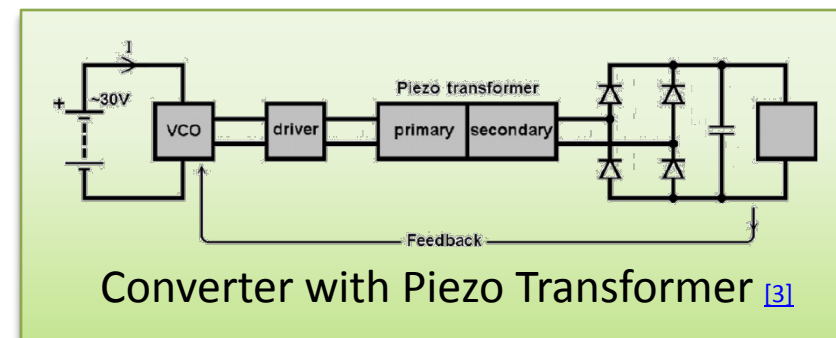 I
Piezo transformer
+ ~30V
VCO
driver
primary
secondary
Feedback
Converter with Piezo Transformer [3]